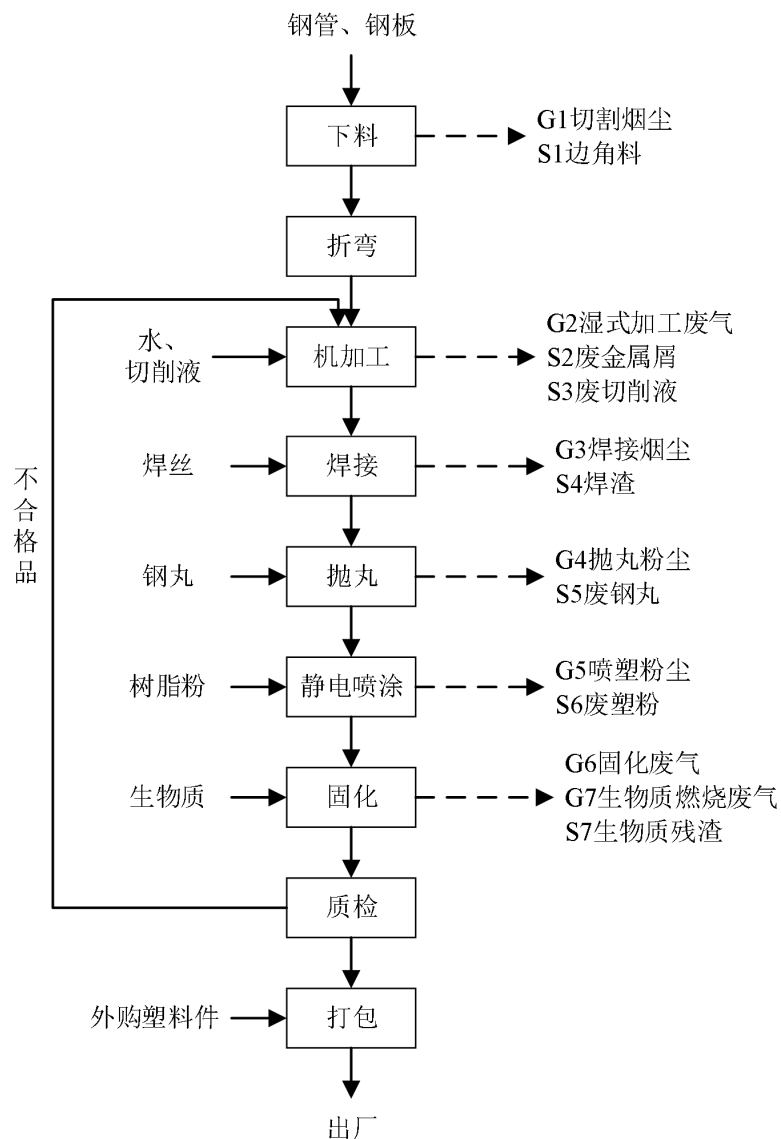 钢管、钢板
下料
G1切割烟尘
S1边角料
折弯
水、
切削液
机加工
G2湿式加工废气
S2废金属屑
S3废切削液
焊丝
焊接
G3焊接烟尘
S4焊渣
不合格品
钢丸
抛丸
G4抛丸粉尘
S5废钢丸
树脂粉
静电喷涂
G5喷塑粉尘
S6废塑粉
生物质
固化
G6固化废气
G7生物质燃烧废气
S7生物质残渣
质检
外购塑料件
打包
出厂